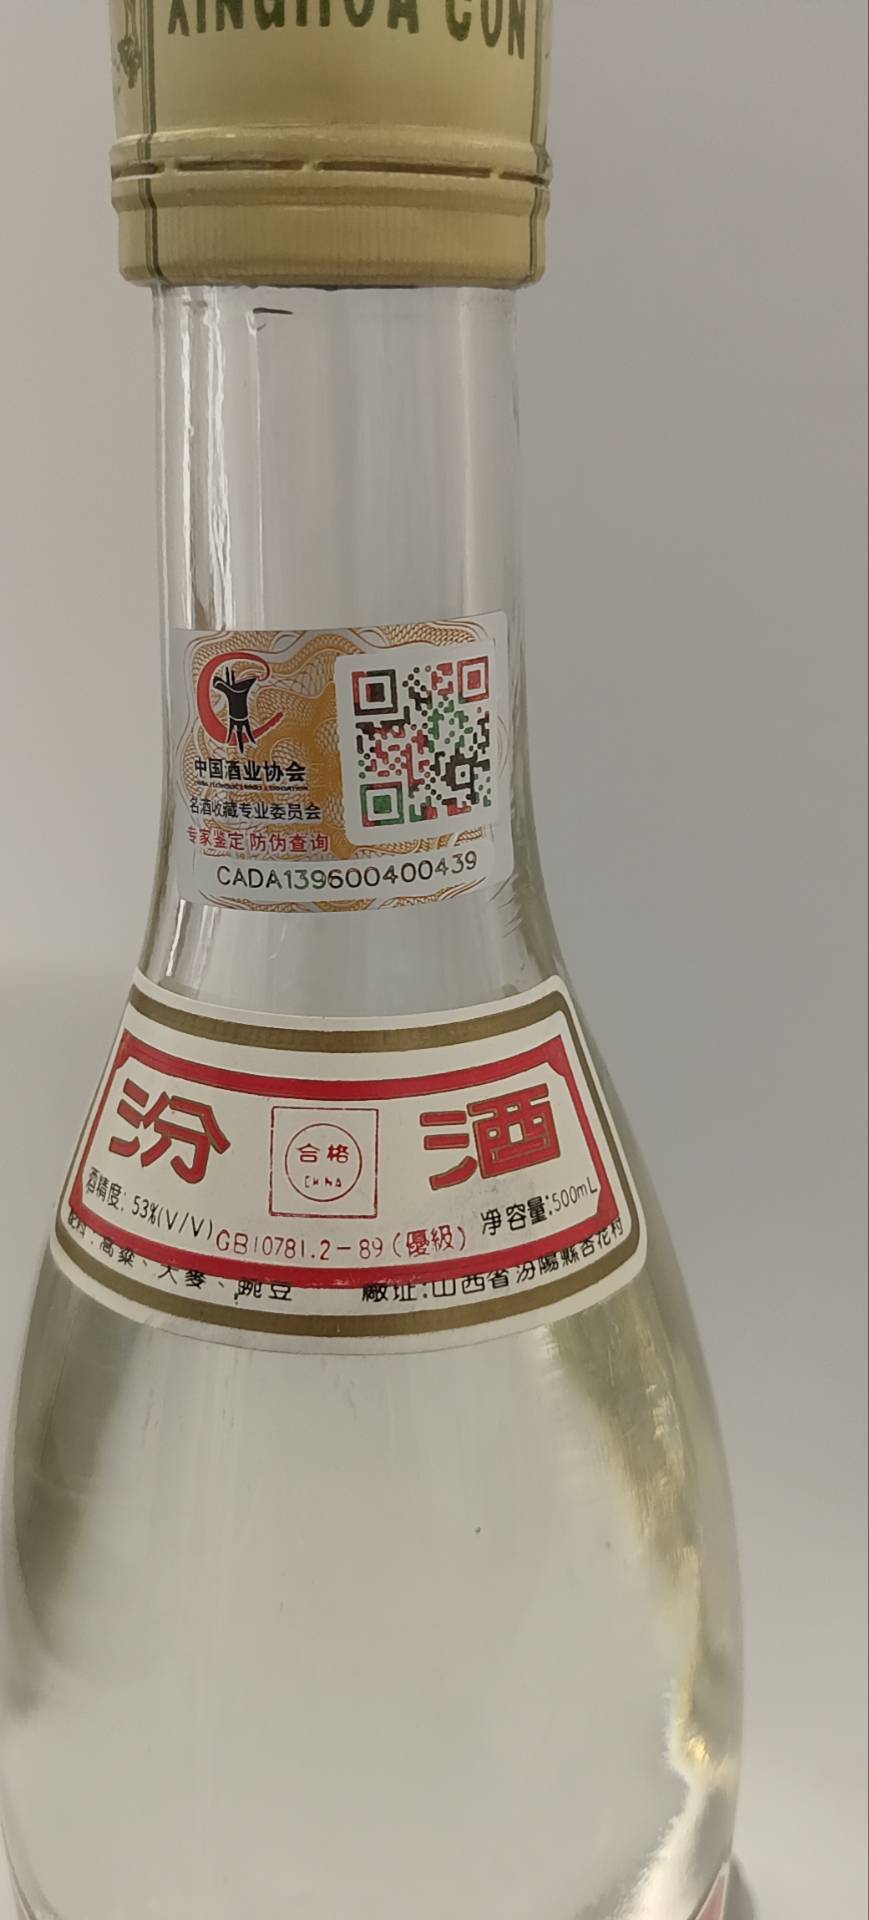 XINGHUA CUN
中国酒业协会
名酒收藏专业委员会
专家鉴定 防伪查询
CADA139600400439
汾酒
合格
CHINA
酒精度: 53%(V/V)
净容量:500mL
GB10781.2-89(優級)
配料:高粱、大麥、豌豆
廠址:山西省汾陽縣杏花村